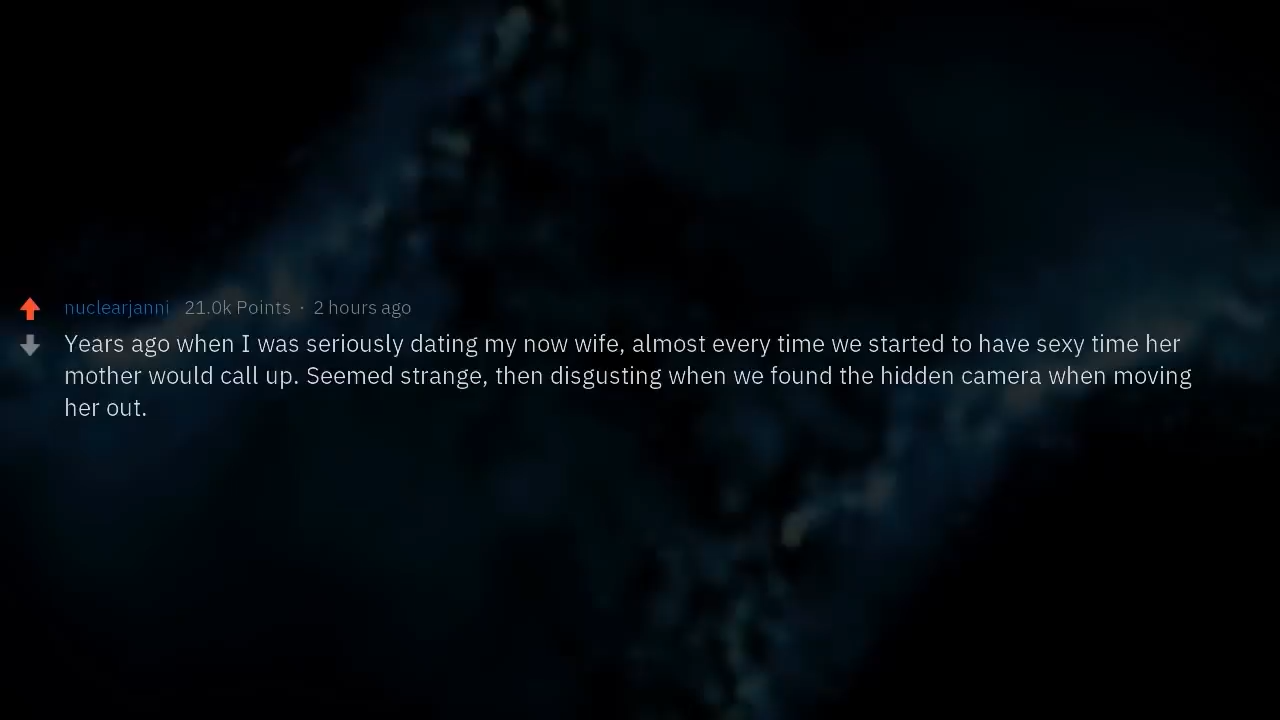 nuclearjanni 21.0k Points · 2 hours ago
Years ago when I was seriously dating my now wife, almost every time we started to have sexy time her
mother would call up. Seemed strange, then disgusting when we found the hidden camera when moving
her out.